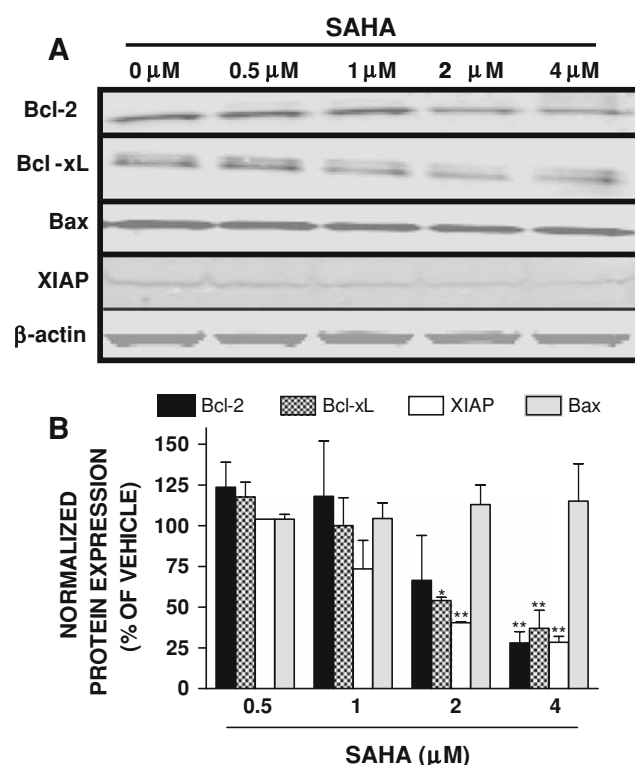 A
SAHA
0 µM 0.5 µM 1 µM 2 µM 4 µM
Bcl-2
Bcl-xL
Bax
XIAP
β-actin
B
Bcl-2 Bcl-xL XIAP Bax
NORMALIZED
PROTEIN EXPRESSION
(% OF VEHICLE)
150
125
100
75
50
25
0
* ** ** ** **
0.5 1 2 4
SAHA (µM)